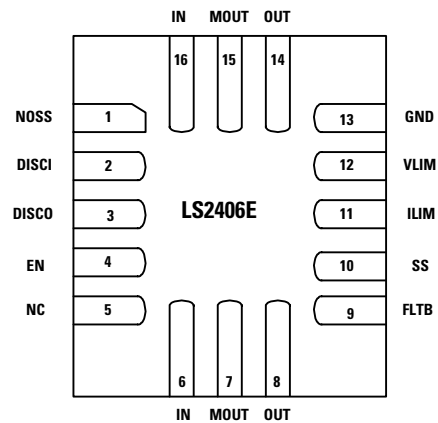 IN MOUT OUT
16 15 14
NOSS 1 13 GND
DISCI 2 12 VLIM
DISCO 3 LS2406E 11 ILIM
EN 4 10 SS
NC 5 9 FLTB
6 7 8
IN MOUT OUT